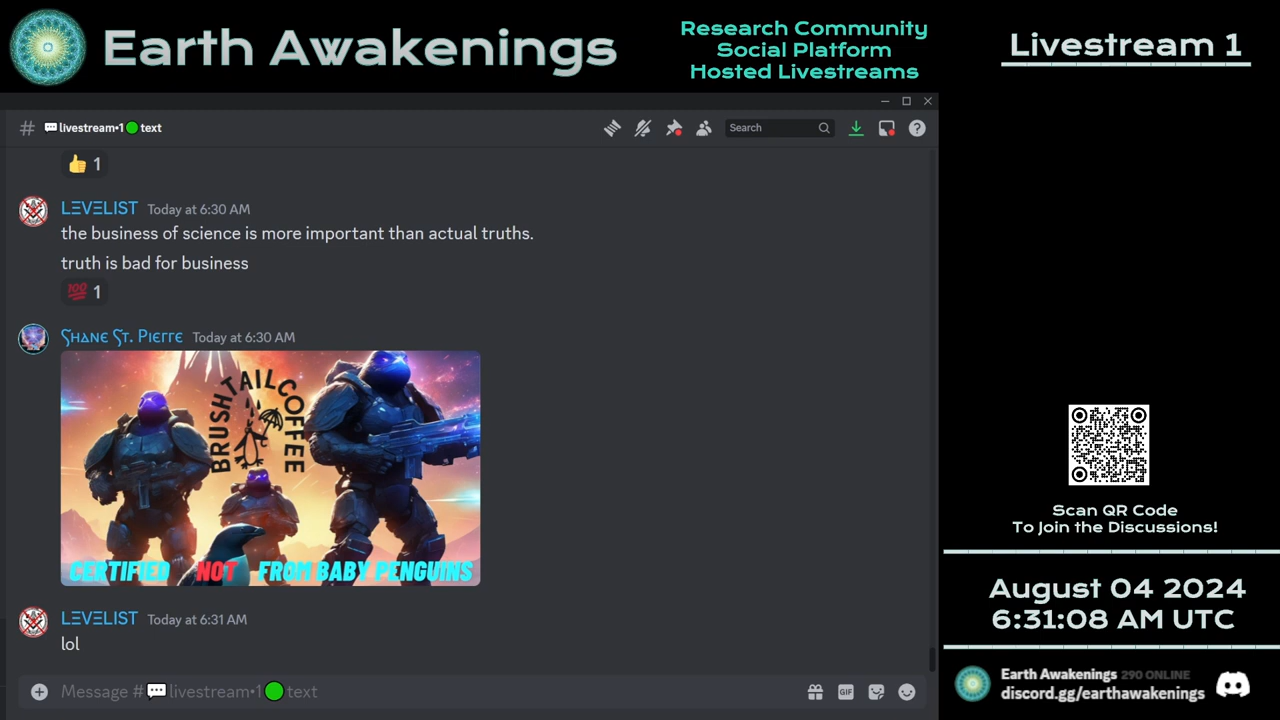 Earth Awakenings
Research Community
Social Platform
Hosted Livestreams
Livestream 1
# 💬livestream•1🟢text
Search
👍 1
LΞVΞLIST Today at 6:30 AM
the business of science is more important than actual truths.
truth is bad for business
💯 1
Shane St. Pierre Today at 6:30 AM
BRUSHTAIL COFFEE
CERTIFIED NOT FROM BABY PENGUINS
LΞVΞLIST Today at 6:31 AM
lol
Message #💬livestream•1🟢text
GIF
Scan QR Code
To Join the Discussions!
August 04 2024
6:31:08 AM UTC
Earth Awakenings 290 ONLINE
discord.gg/earthawakenings